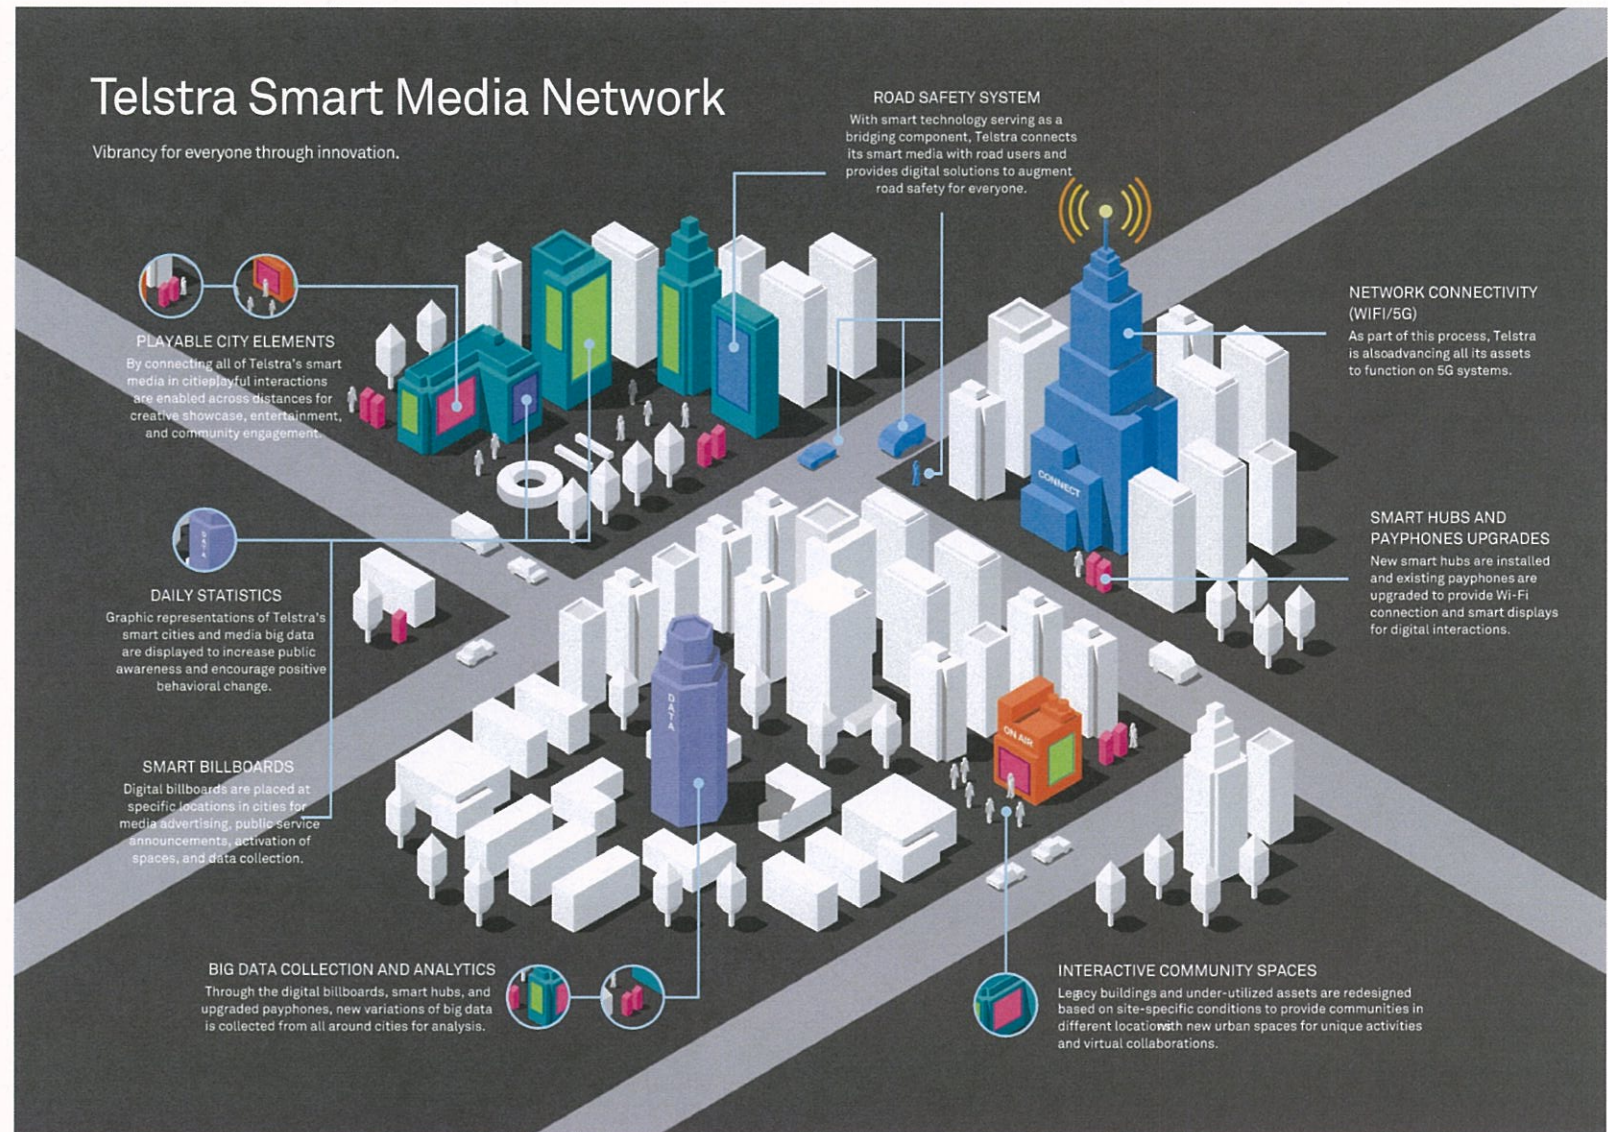 Telstra Smart Media Network
Vibrancy for everyone through innovation.
ROAD SAFETY SYSTEM
With smart technology serving as a
bridging component, Telstra connects
its smart media with road users and
provides digital solutions to augment
road safety for everyone.
PLAYABLE CITY ELEMENTS
By connecting all of Telstra's smart
media in citieplayful interactions
are enabled across distances for
creative showcase, entertainment,
and community engagement.
NETWORK CONNECTIVITY
(WIFI/5G)
As part of this process, Telstra
is alsoadvancing all its assets
to function on 5G systems.
CONNECT
SMART HUBS AND
PAYPHONES UPGRADES
New smart hubs are installed
and existing payphones are
upgraded to provide Wi-Fi
connection and smart displays
for digital interactions.
DATA
DAILY STATISTICS
Graphic representations of Telstra's
smart cities and media big data
are displayed to increase public
awareness and encourage positive
behavioral change.
DATA
ON AIR
SMART BILLBOARDS
Digital billboards are placed at
specific locations in cities for
media advertising, public service
announcements, activation of
spaces, and data collection.
BIG DATA COLLECTION AND ANALYTICS
Through the digital billboards, smart hubs, and
upgraded payphones, new variations of big data
is collected from all around cities for analysis.
INTERACTIVE COMMUNITY SPACES
Legacy buildings and under-utilized assets are redesigned
based on site-specific conditions to provide communities in
different locationswith new urban spaces for unique activities
and virtual collaborations.